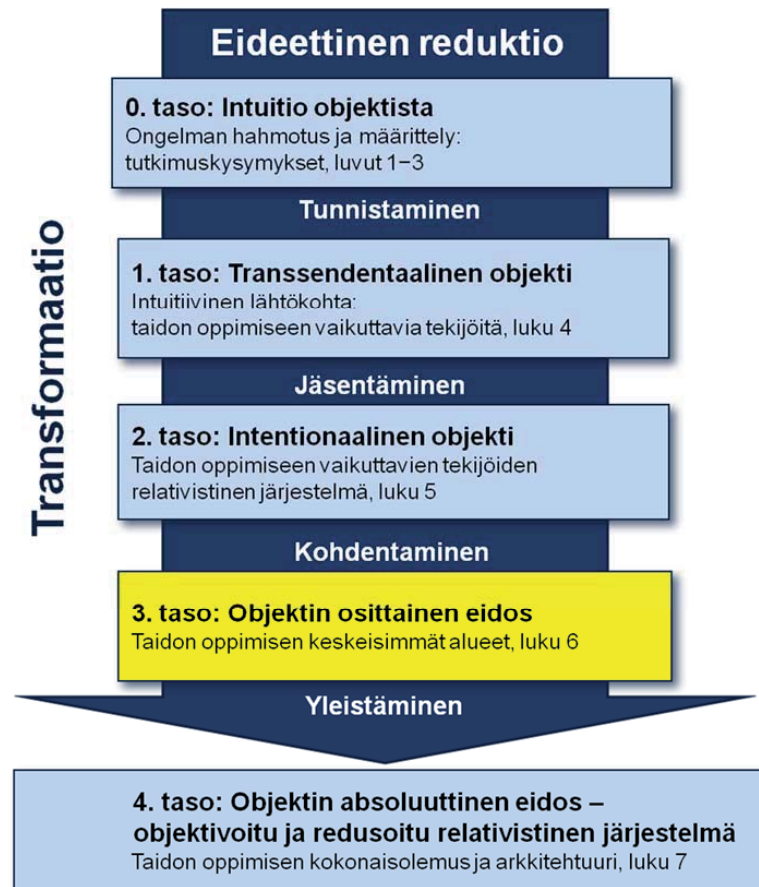 Eideettinen reduktio
0. taso: Intuitio objektista
Ongelman hahmotus ja määrittely:
tutkimuskysymykset, luvut 1–3
Tunnistaminen
Transformaatio
1. taso: Transsendentaalinen objekti
Intuitiivinen lähtökohta:
taidon oppimiseen vaikuttavia tekijöitä, luku 4
Jäsentäminen
2. taso: Intentionaalinen objekti
Taidon oppimiseen vaikuttavien tekijöiden
relativistinen järjestelmä, luku 5
Kohdentaminen
3. taso: Objektin osittainen eidos
Taidon oppimisen keskeisimmät alueet, luku 6
Yleistäminen
4. taso: Objektin absoluuttinen eidos –
objektivoitu ja redusoitu relativistinen järjestelmä
Taidon oppimisen kokonaisolemus ja arkkitehtuuri, luku 7